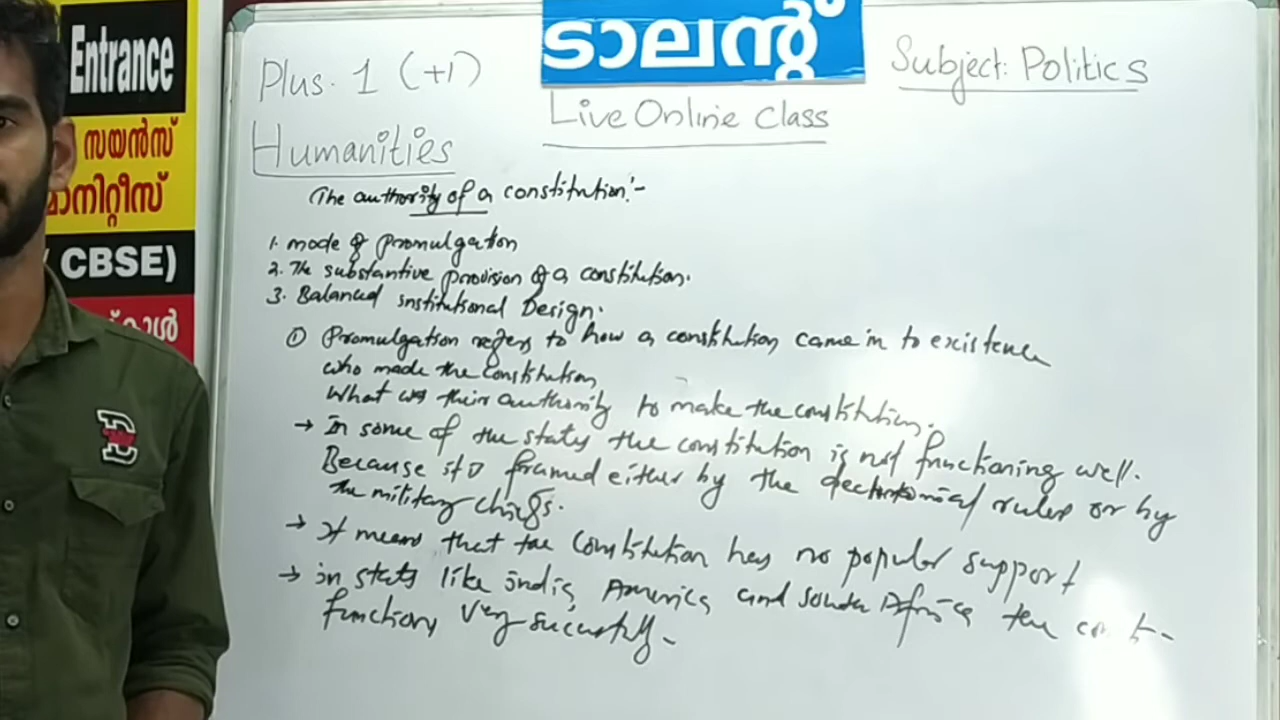 Entrance
സയൻസ്
മാനിറ്റീസ്
CBSE)
ടാലന്റ്
Plus. 1 (+1)
Subject: Politics
Live Online Class
Humanities
The authority of a constitution:-
1. mode of promulgation
2. The substantive provision of a constitution.
3. Balanced institutional Design.
① Promulgation refers to how a constitution came in to existence
who made the constitution
What was their authority to make the constitution.
→ In some of the states the constitution is not functioning well.
Because it is framed either by the rulers or by
the military chiefs.
→ It means that the constitution has no popular support
→ in states like india, America, and South Africa the
functions very